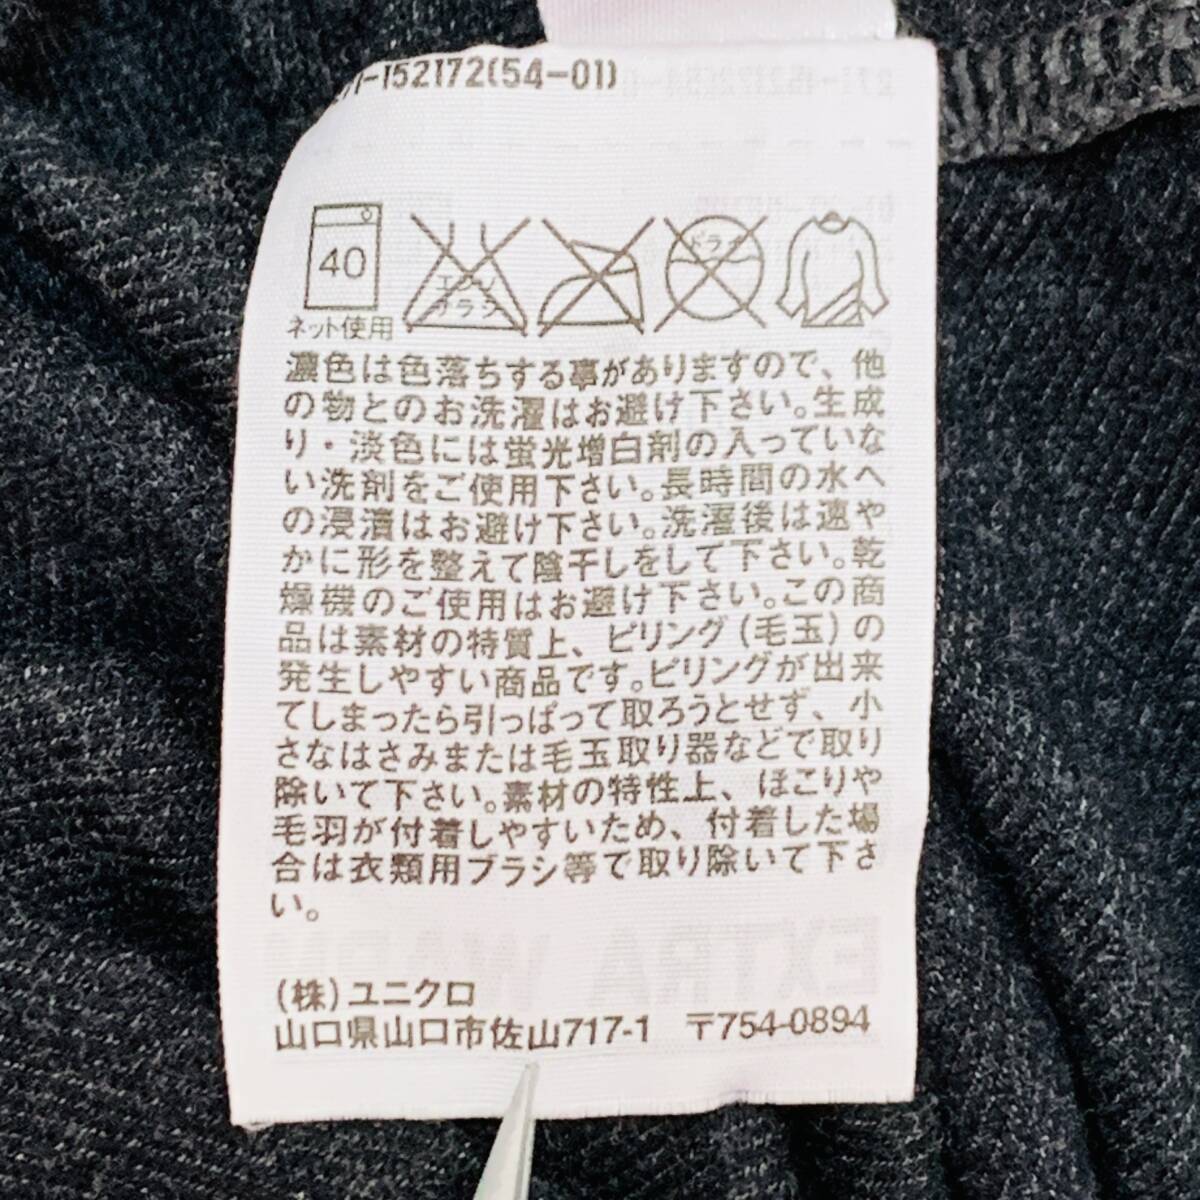 271-152172(54-01)
40
エンソ
サラシ
ドライ
ネット使用
濃色は色落ちする事がありますので、他
の物とのお洗濯はお避け下さい。生成
り・淡色には蛍光増白剤の入っていな
い洗剤をご使用下さい。長時間の水へ
の浸漬はお避け下さい。洗濯後は速や
かに形を整えて陰干しをして下さい。乾
燥機のご使用はお避け下さい。この商
品は素材の特質上、ピリング(毛玉)の
発生しやすい商品です。ピリングが出来
てしまったら引っぱって取ろうとせず、小
さなはさみまたは毛玉取り器などで取り
除いて下さい。素材の特性上、ほこりや
毛羽が付着しやすいため、付着した場
合は衣類用ブラシ等で取り除いて下さ
い。
(株)ユニクロ
山口県山口市佐山717-1 〒754-0894
EXTRA WARM